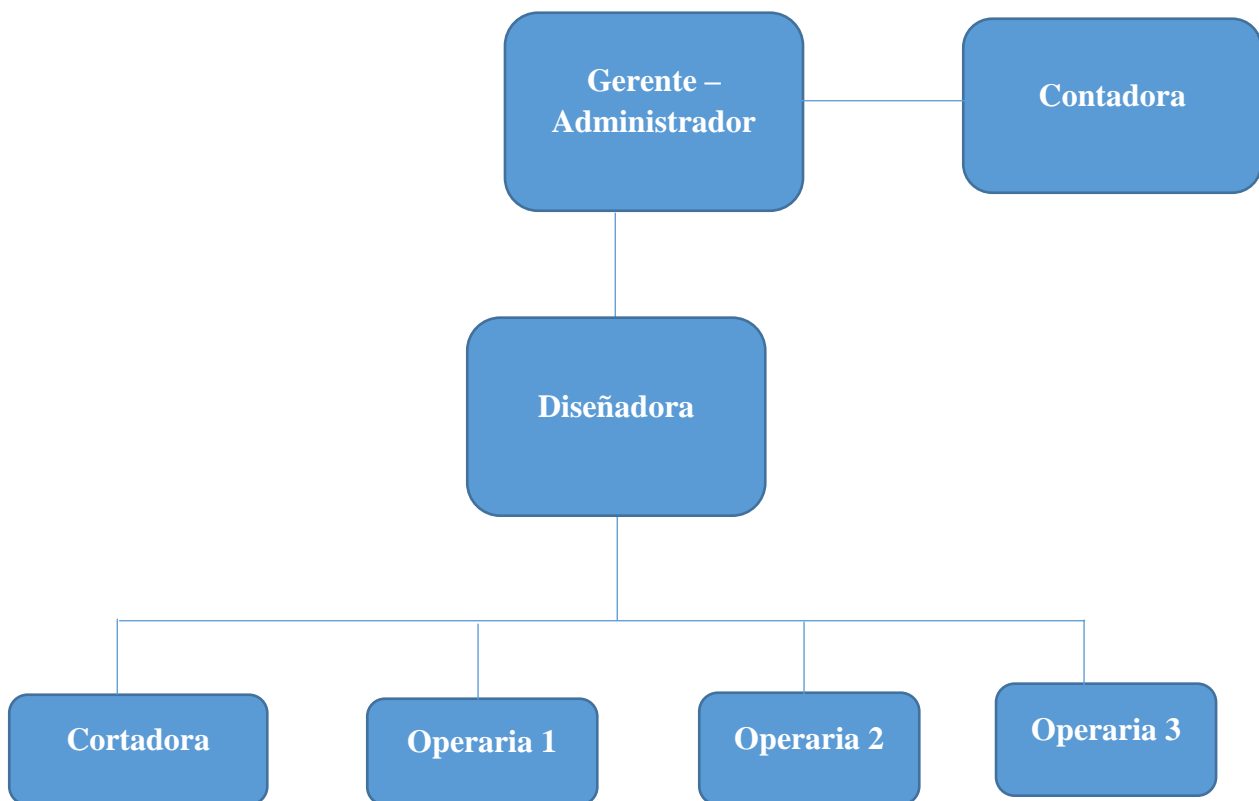 Gerente –
Administrador
Contadora
Diseñadora
Cortadora
Operaria 1
Operaria 2
Operaria 3